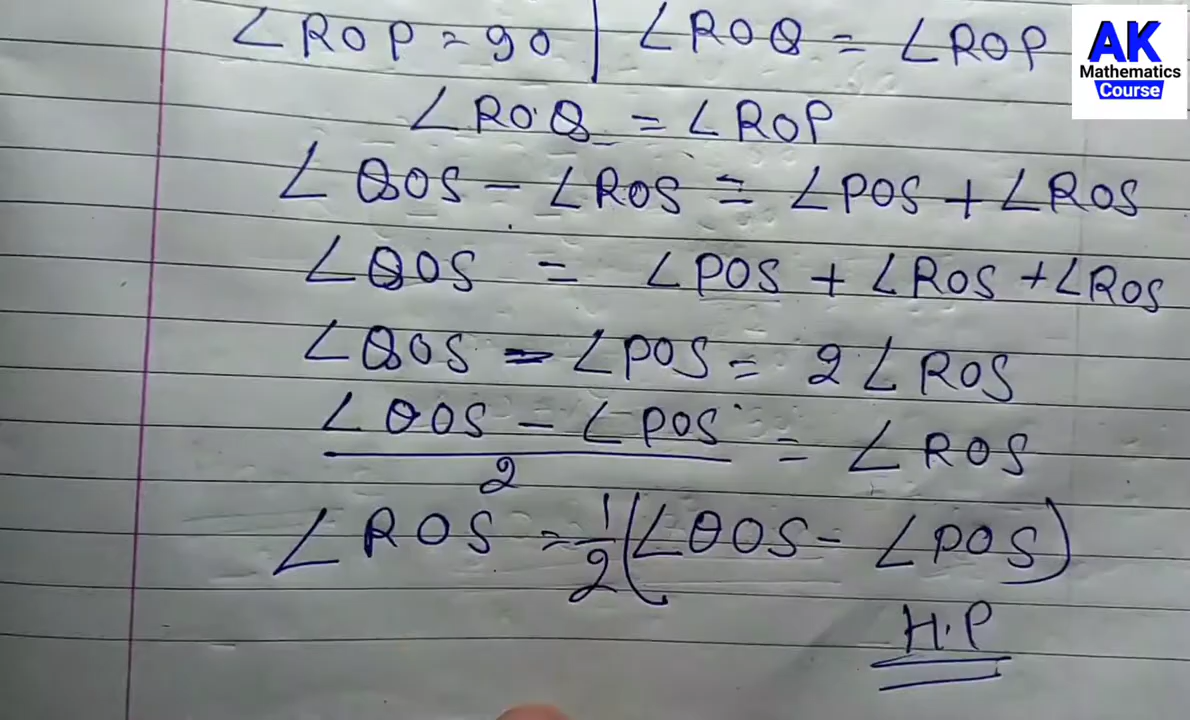 ∠ROP = 90 | ∠ROQ = ∠ROP
AK
Mathematics
Course
∠ROQ = ∠ROP
∠QOS - ∠ROS = ∠POS + ∠ROS
∠QOS = ∠POS + ∠ROS + ∠ROS
∠QOS - ∠POS = 2∠ROS
∠QOS - ∠POS / 2 = ∠ROS
∠ROS = 1/2 (∠QOS - ∠POS)
H.P